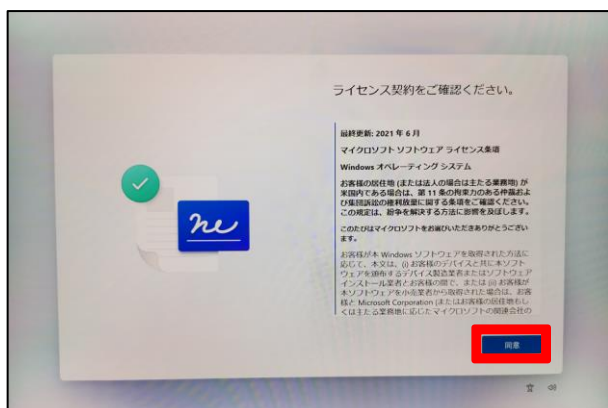 ライセンス契約をご確認ください。
最終更新: 2021 年 6 月
マイクロソフト ソフトウェア ライセンス条項
Windows オペレーティング システム
お客様の居住地 (または法人の場合は主たる業務地) が
米国内である場合は、第 11 条の拘束力のある仲裁およ
び集団訴訟の権利放棄に関する条項をご確認ください。
この規定は、紛争を解決する方法に影響を及ぼします。
このたびはマイクロソフトをお選びいただきありがとうござい
ます。
お客様が本 Windows ソフトウェアを取得された方法に
応じて、本文は、(i) お客様のデバイスと共に本ソフト
ウェアを頒布するデバイス製造業者またはソフトウェア
インストール業者とお客様の間で、または (ii) お客様が
本ソフトウェアを小売業者から取得された場合は、お客
様と Microsoft Corporation (またはお客様の居住地もし
くは主たる業務地に応じたマイクロソフトの関連会社の
同意